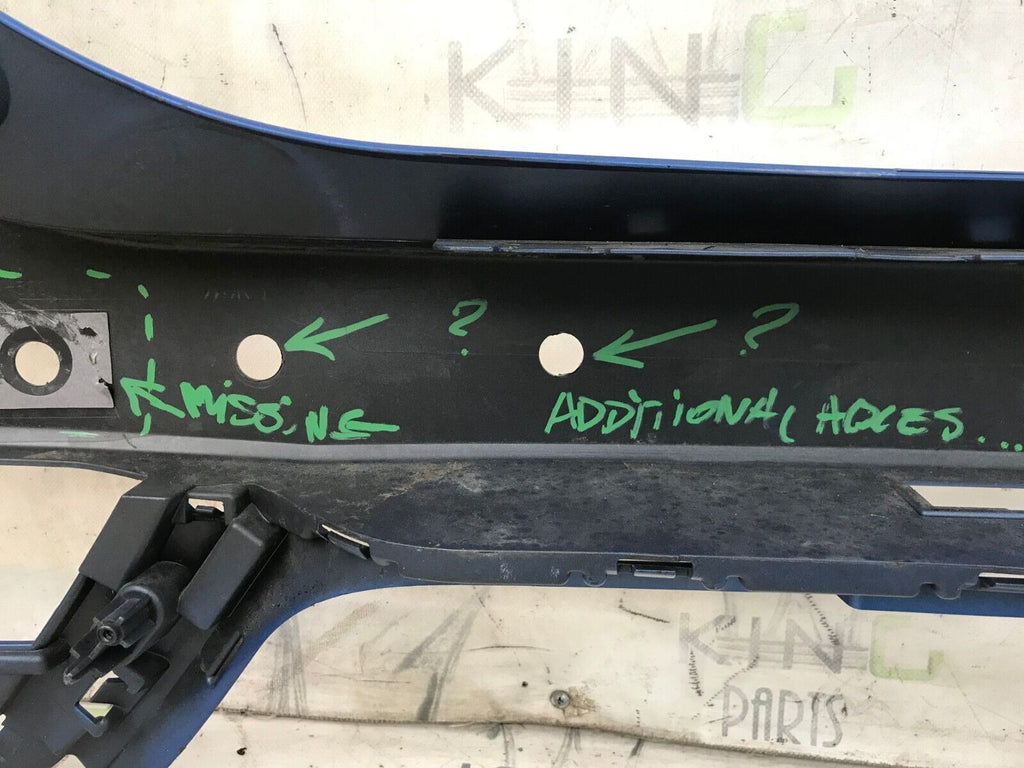 KING
? ?
MissiNG ADDiTiONAL HOLES...
KING
PARTS